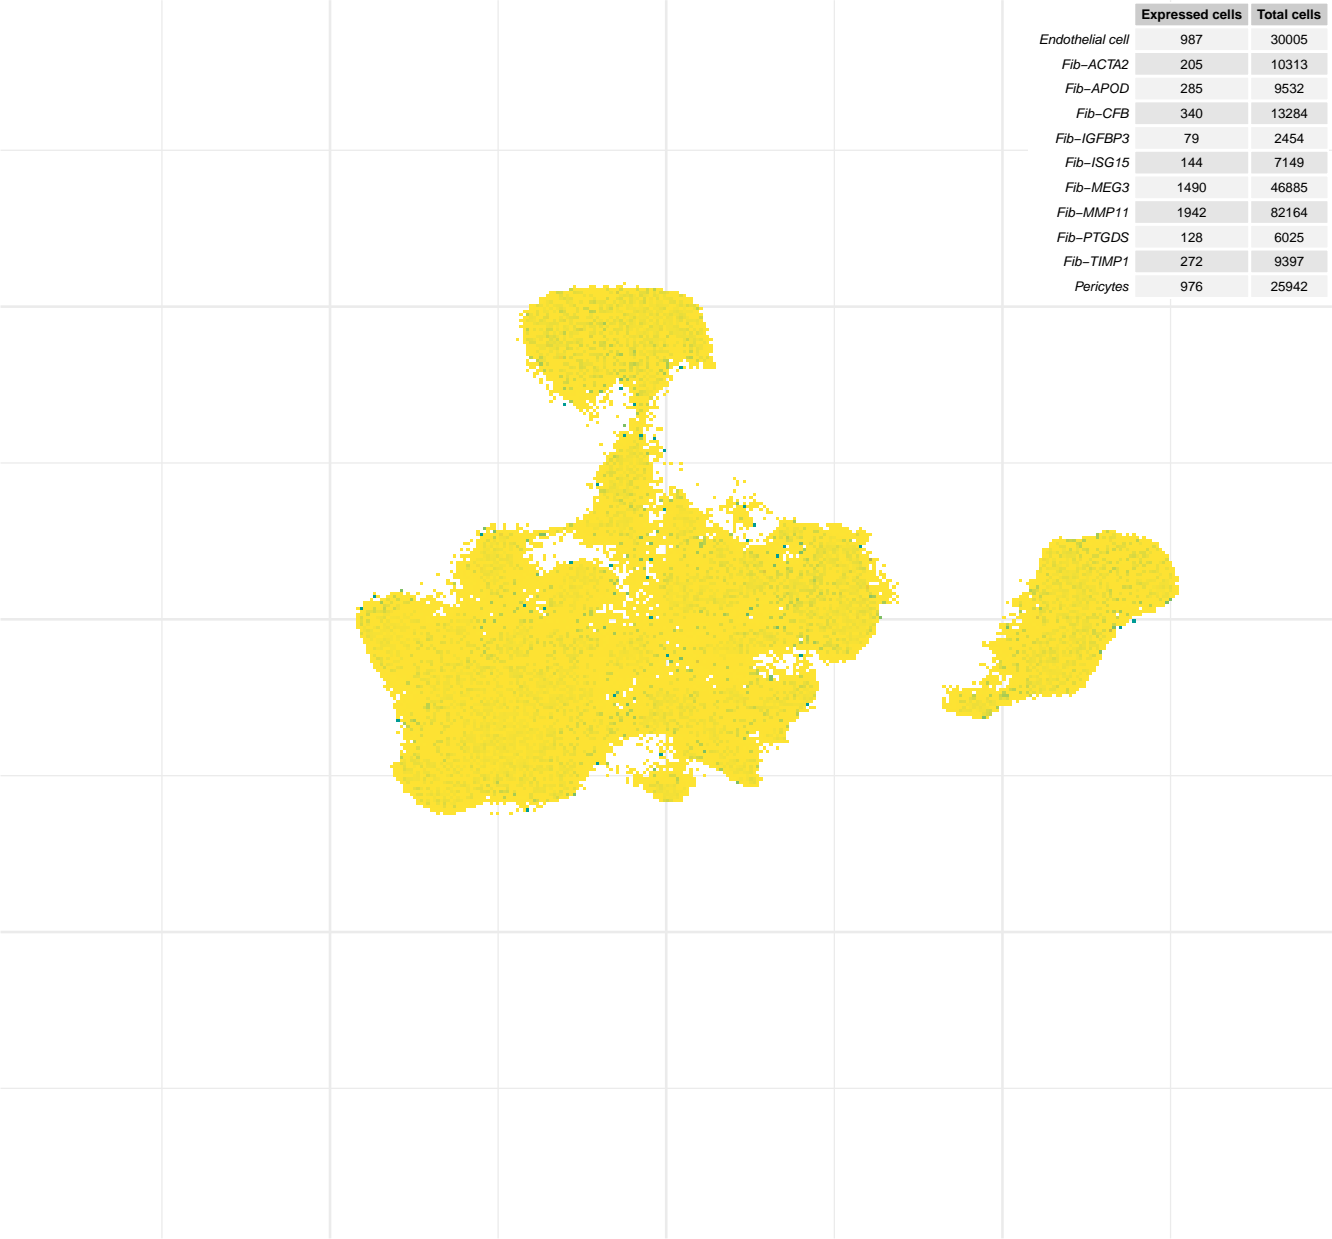 Expressed cells Total cells
Endothelial cell 987 30005
Fib−ACTA2 205 10313
Fib−APOD 285 9532
Fib−CFB 340 13284
Fib−IGFBP3 79 2454
Fib−ISG15 144 7149
Fib−MEG3 1490 46885
Fib−MMP11 1942 82164
Fib−PTGDS 128 6025
Fib−TIMP1 272 9397
Pericytes 976 25942